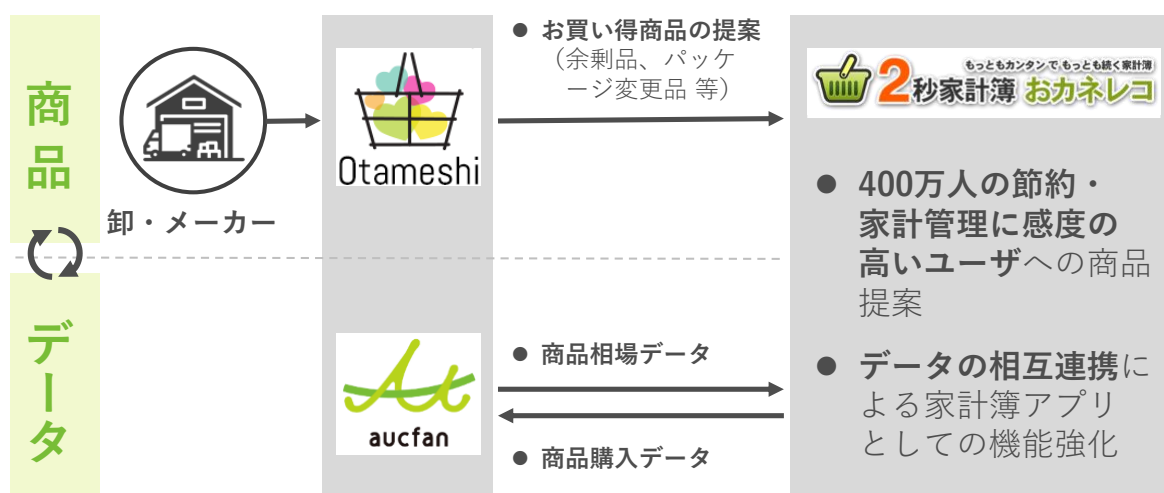 商品
卸・メーカー
Otameshi
● お買い得商品の提案
（余剰品、パッケ
ージ変更品 等）
もっともカンタンで もっとも続く家計簿
2秒家計簿 おカネレコ
● 400万人の節約・
家計管理に感度の
高いユーザへの商品
提案
● データの相互連携に
よる家計簿アプリ
としての機能強化
データ
aucfan
● 商品相場データ
● 商品購入データ